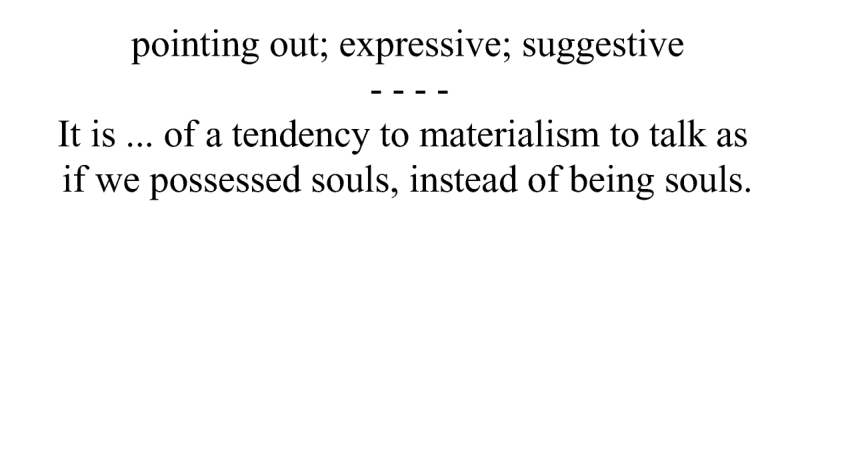 pointing out; expressive; suggestive
- - - -
It is ... of a tendency to materialism to talk as
if we possessed souls, instead of being souls.